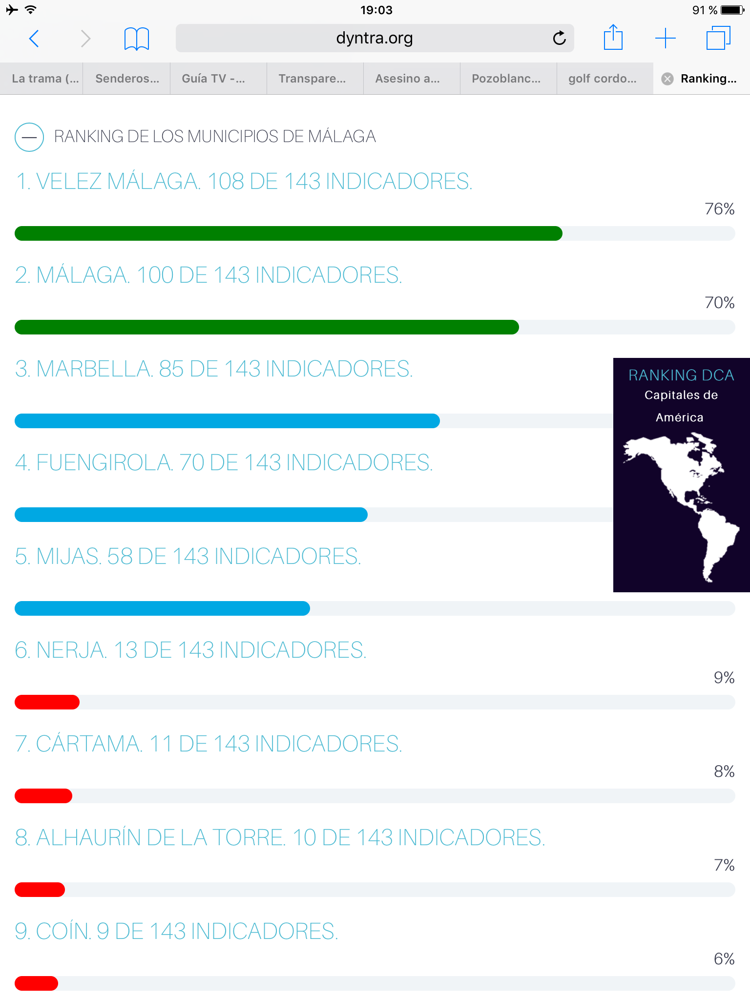 19:03
91 %
dyntra.org
La trama (...
Senderos...
Guía TV -...
Transpare...
Asesino a...
Pozoblanc...
golf cordo...
Ranking...
RANKING DE LOS MUNICIPIOS DE MÁLAGA
1. VELEZ MÁLAGA. 108 DE 143 INDICADORES.
76%
2. MÁLAGA. 100 DE 143 INDICADORES.
70%
3. MARBELLA. 85 DE 143 INDICADORES.
RANKING DCA
Capitales de
América
4. FUENGIROLA. 70 DE 143 INDICADORES.
5. MIJAS. 58 DE 143 INDICADORES.
6. NERJA. 13 DE 143 INDICADORES.
9%
7. CÁRTAMA. 11 DE 143 INDICADORES.
8%
8. ALHAURÍN DE LA TORRE. 10 DE 143 INDICADORES.
7%
9. COÍN. 9 DE 143 INDICADORES.
6%